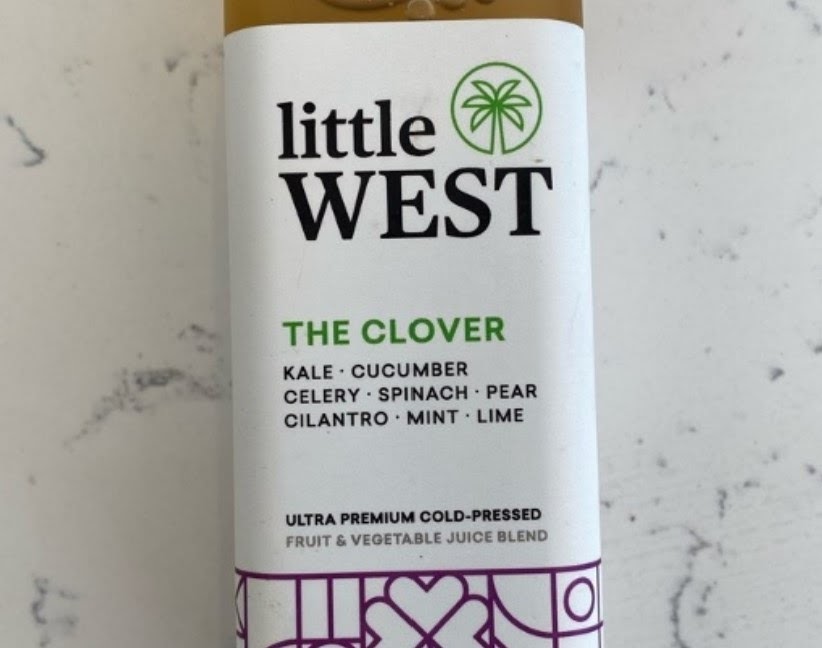 little
WEST
THE CLOVER
KALE · CUCUMBER
CELERY · SPINACH · PEAR
CILANTRO · MINT · LIME
ULTRA PREMIUM COLD-PRESSED
FRUIT & VEGETABLE JUICE BLEND